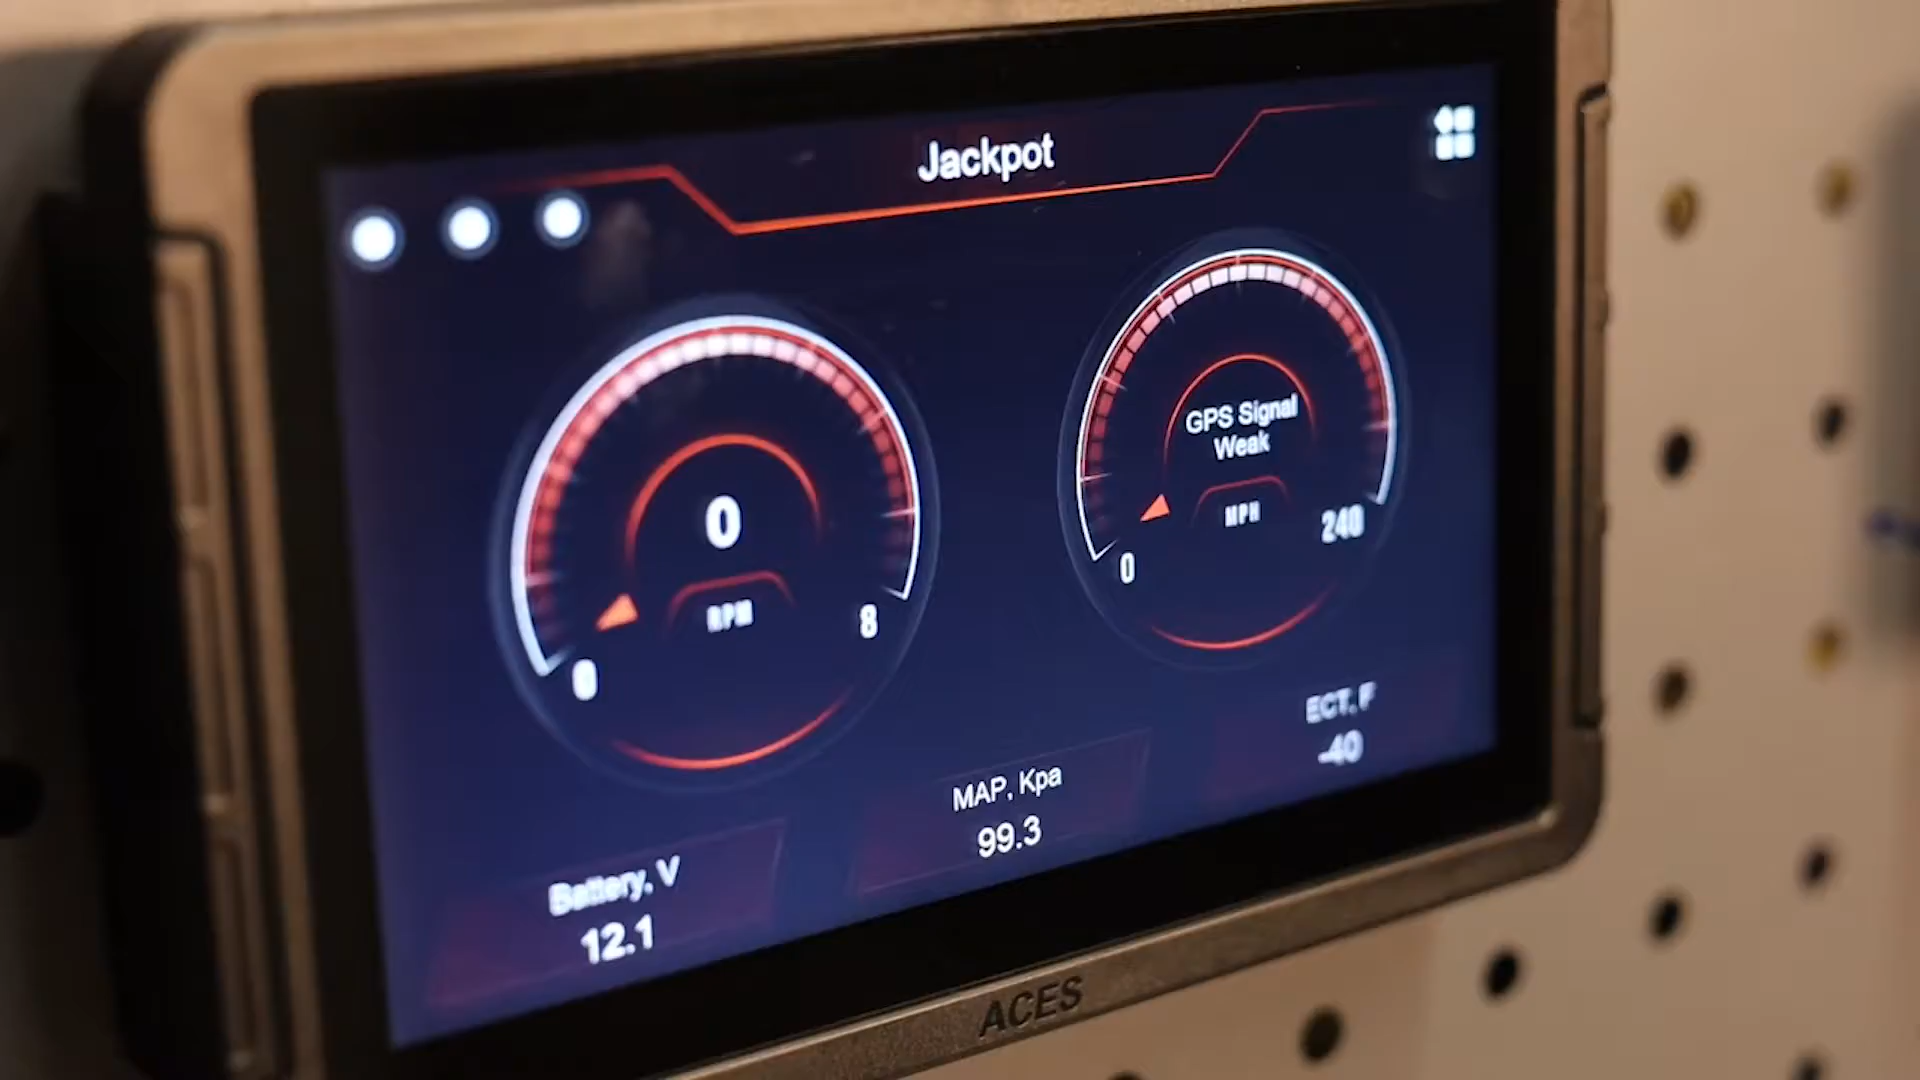 Jackpot
0
RPM
0
8
GPS Signal
Weak
MPH
0
240
Battery, V
12.1
MAP, Kpa
99.3
ECT, F
-40
ACES